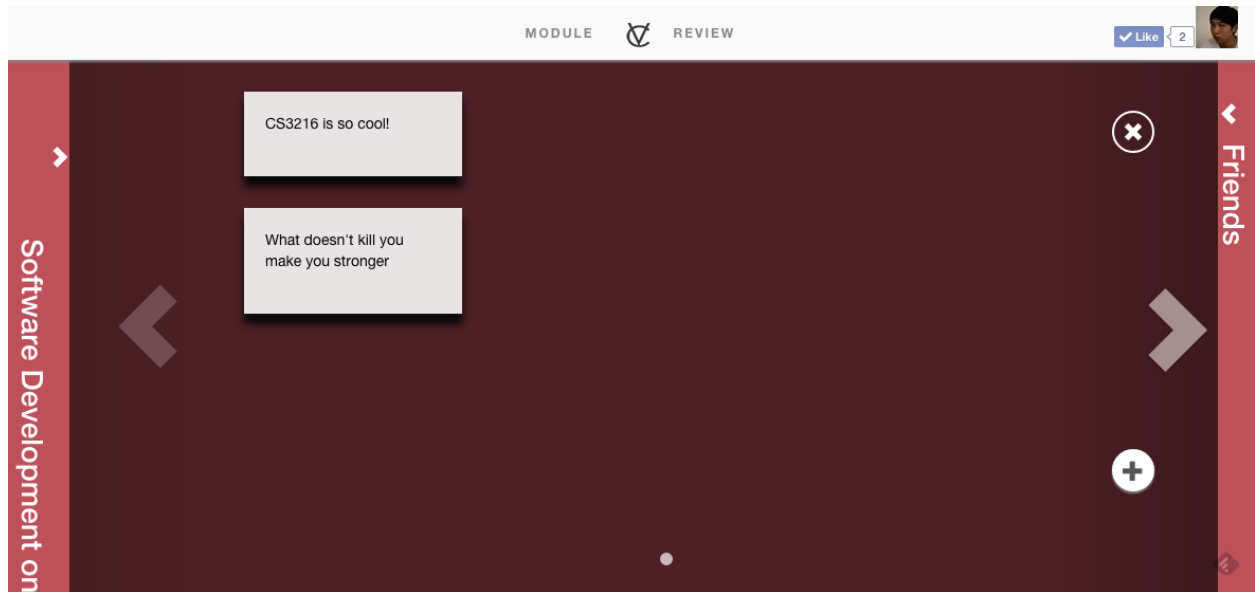 MODULE
REVIEW
Like
2
CS3216 is so cool!
What doesn't kill you
make you stronger
Software Development on
Friends